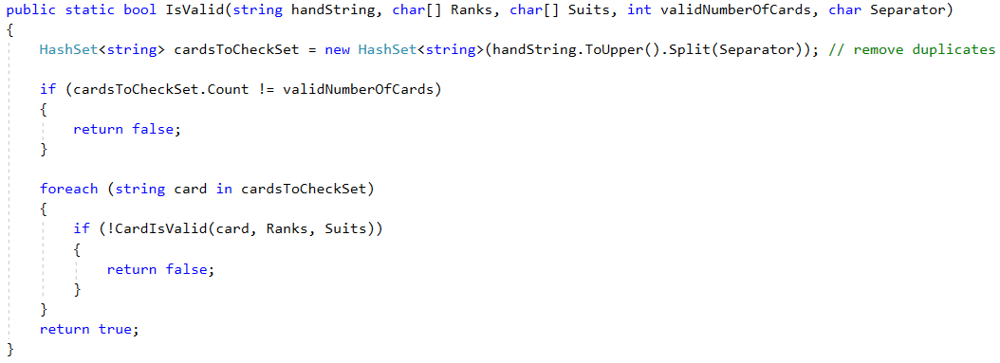 public static bool IsValid(string handString, char[] Ranks, char[] Suits, int validNumberOfCards, char Separator)
{
    HashSet<string> cardsToCheckSet = new HashSet<string>(handString.ToUpper().Split(Separator)); // remove duplicates

    if (cardsToCheckSet.Count != validNumberOfCards)
    {
        return false;
    }

    foreach (string card in cardsToCheckSet)
    {
        if (!CardIsValid(card, Ranks, Suits))
        {
            return false;
        }
    }
    return true;
}